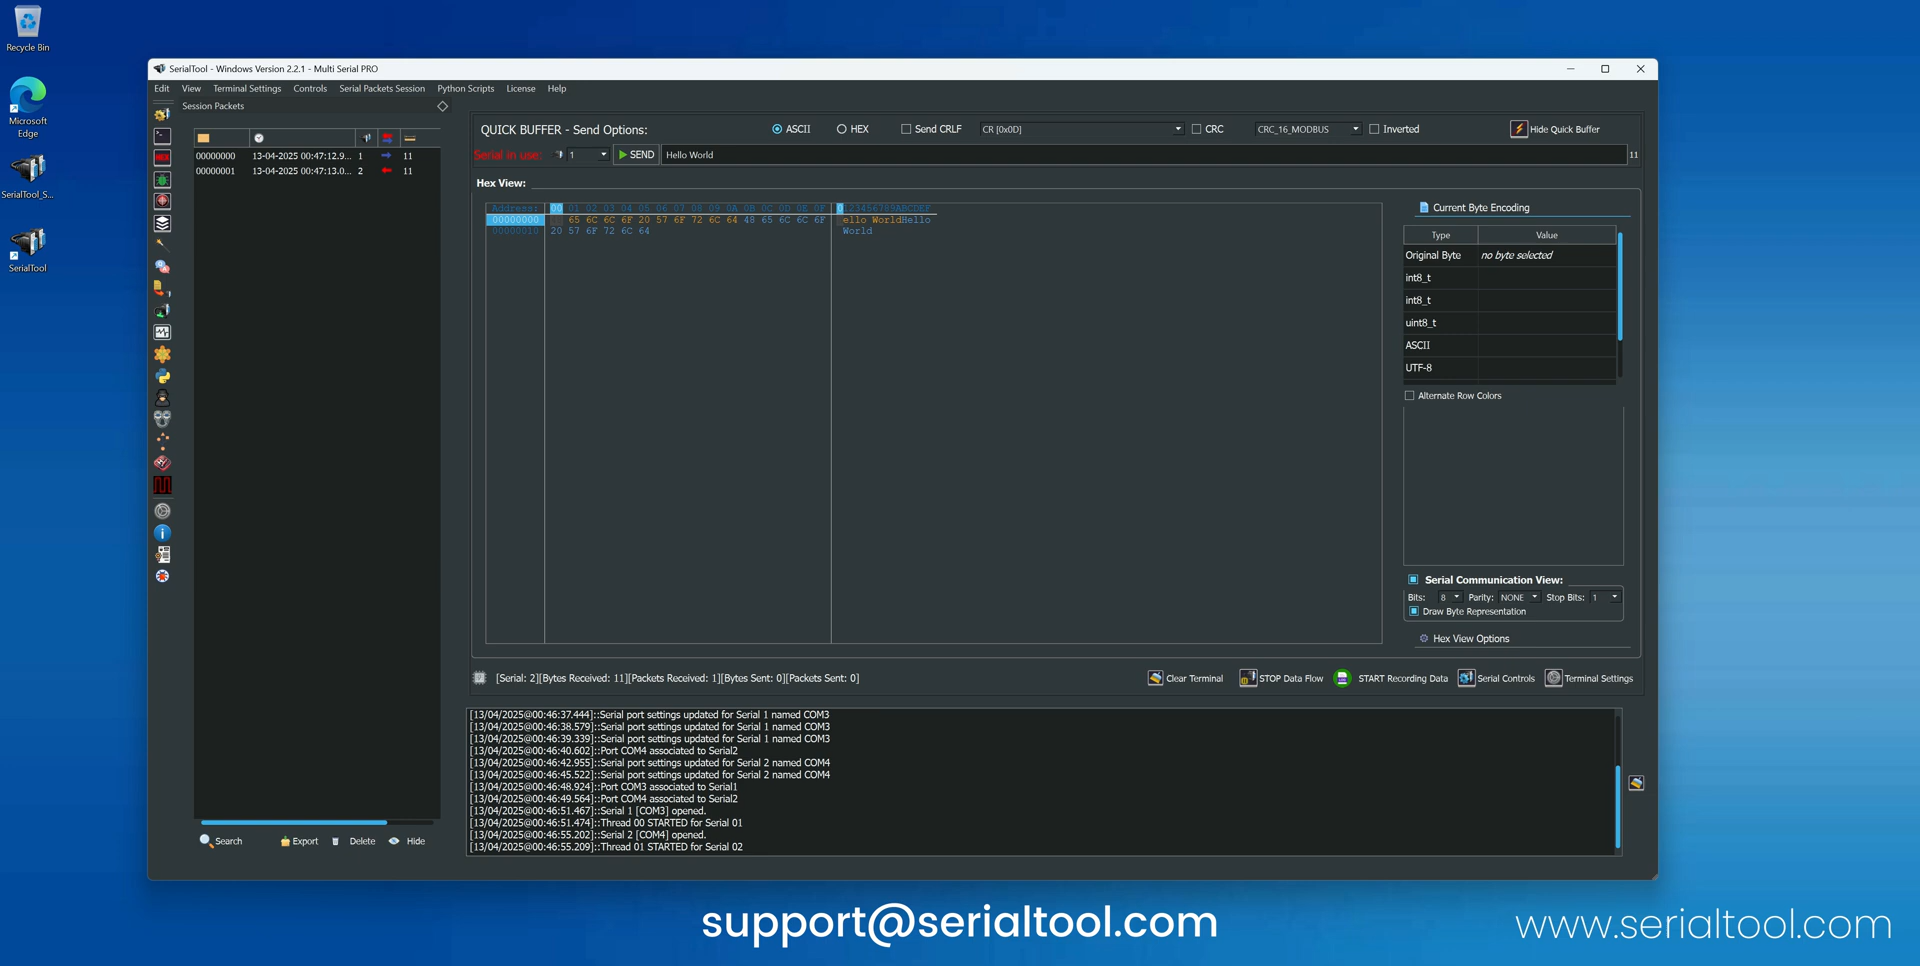 Recycle Bin
Microsoft
Edge
SerialTool_S...
SerialTool
SerialTool - Windows Version 2.2.1 - Multi Serial PRO
Edit View Terminal Settings Controls Serial Packets Session Python Scripts License Help
Session Packets
00000000 13-04-2025 00:47:12.9... 1 11
00000001 13-04-2025 00:47:13.0... 2 11
Search Export Delete Hide
QUICK BUFFER - Send Options: ASCII HEX Send CRLF CR [0x0D] CRC CRC_16_MODBUS Inverted Hide Quick Buffer
Serial in use: 1 SEND Hello World 11
Hex View:
Address: 00 01 02 03 04 05 06 07 08 09 0A 0B 0C 0D 0E 0F 0123456789ABCDEF
00000000 65 6C 6C 6F 20 57 6F 72 6C 64 48 65 6C 6C 6F ello WorldHello
00000010 20 57 6F 72 6C 64 World
Current Byte Encoding
Type Value
Original Byte no byte selected
int8_t
int8_t
uint8_t
ASCII
UTF-8
Alternate Row Colors
Serial Communication View:
Bits: 8 Parity: NONE Stop Bits: 1
Draw Byte Representation
Hex View Options
[Serial: 2][Bytes Received: 11][Packets Received: 1][Bytes Sent: 0][Packets Sent: 0]
Clear Terminal STOP Data Flow START Recording Data Serial Controls Terminal Settings
[13/04/2025@00:46:37.444]::Serial port settings updated for Serial 1 named COM3
[13/04/2025@00:46:38.579]::Serial port settings updated for Serial 1 named COM3
[13/04/2025@00:46:39.339]::Serial port settings updated for Serial 1 named COM3
[13/04/2025@00:46:40.602]::Port COM4 associated to Serial2
[13/04/2025@00:46:42.955]::Serial port settings updated for Serial 2 named COM4
[13/04/2025@00:46:45.522]::Serial port settings updated for Serial 2 named COM4
[13/04/2025@00:46:48.924]::Port COM3 associated to Serial1
[13/04/2025@00:46:49.564]::Port COM4 associated to Serial2
[13/04/2025@00:46:51.467]::Serial 1 [COM3] opened.
[13/04/2025@00:46:51.474]::Thread 00 STARTED for Serial 01
[13/04/2025@00:46:55.202]::Serial 2 [COM4] opened.
[13/04/2025@00:46:55.209]::Thread 01 STARTED for Serial 02
support@serialtool.com
www.serialtool.com